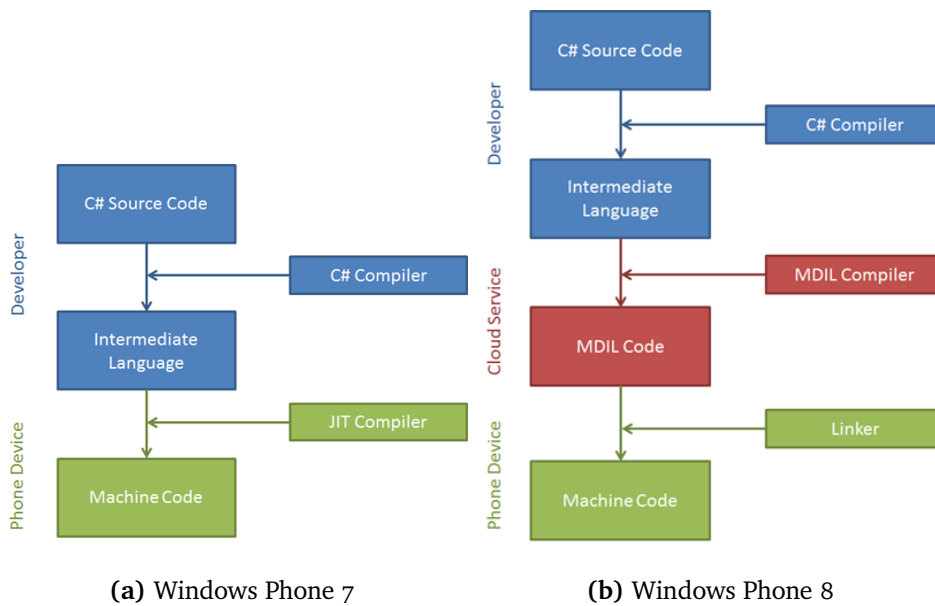 C# Source Code
Developer
C# Compiler
Intermediate
Language
JIT Compiler
Phone Device
Machine Code
(a) Windows Phone 7
C# Source Code
Developer
C# Compiler
Intermediate
Language
MDIL Compiler
Cloud Service
MDIL Code
Linker
Phone Device
Machine Code
(b) Windows Phone 8